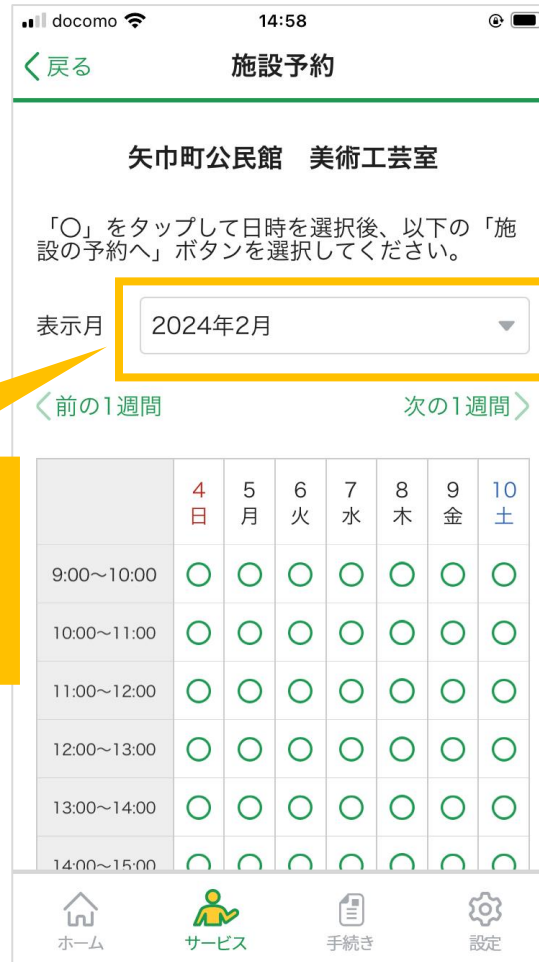 docomo 14:58
戻る 施設予約
矢巾町公民館 美術工芸室
「〇」をタップして日時を選択後、以下の「施
設の予約へ」ボタンを選択してください。
表示月 2024年2月
前の1週間 次の1週間
4 5 6 7 8 9 10
日 月 火 水 木 金 土
9:00～10:00 〇 〇 〇 〇 〇 〇 〇
10:00～11:00 〇 〇 〇 〇 〇 〇 〇
11:00～12:00 〇 〇 〇 〇 〇 〇 〇
12:00～13:00 〇 〇 〇 〇 〇 〇 〇
13:00～14:00 〇 〇 〇 〇 〇 〇 〇
14:00～15:00 〇 〇 〇 〇 〇 〇 〇
ホーム サービス 手続き 設定